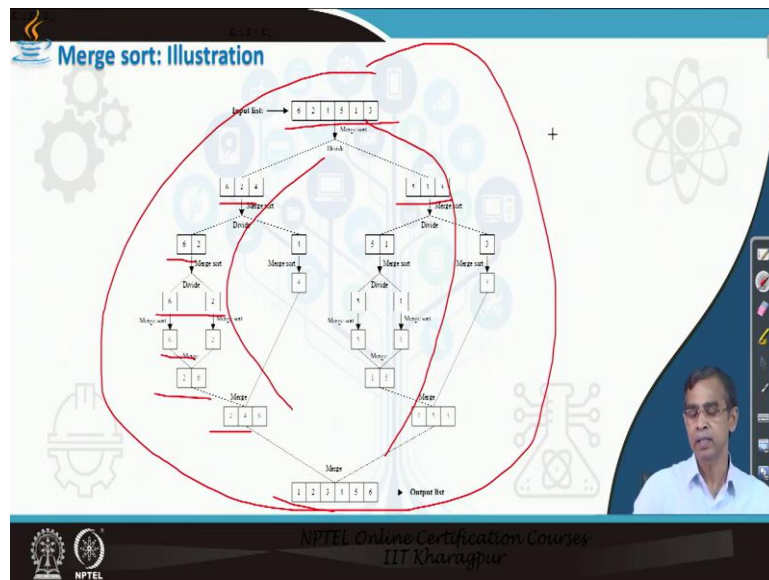 Merge sort: Illustration
Input list: 6 2 4 5 1 3
Merge sort
Divide
6 2 4 5 1 3
Merge sort Merge sort
Divide Divide
6 2 4 5 1 3
Merge sort Merge sort Merge sort Merge sort
Divide Divide
6 2 4 5 1 3
Merge sort Merge sort Merge sort Merge sort
6 2 5 1
Merge Merge
2 6 1 5
Merge Merge
2 4 6
Merge
1 2 3 4 5 6 Output list
NPTEL Online Certification Courses
IIT Kharagpur
NPTEL